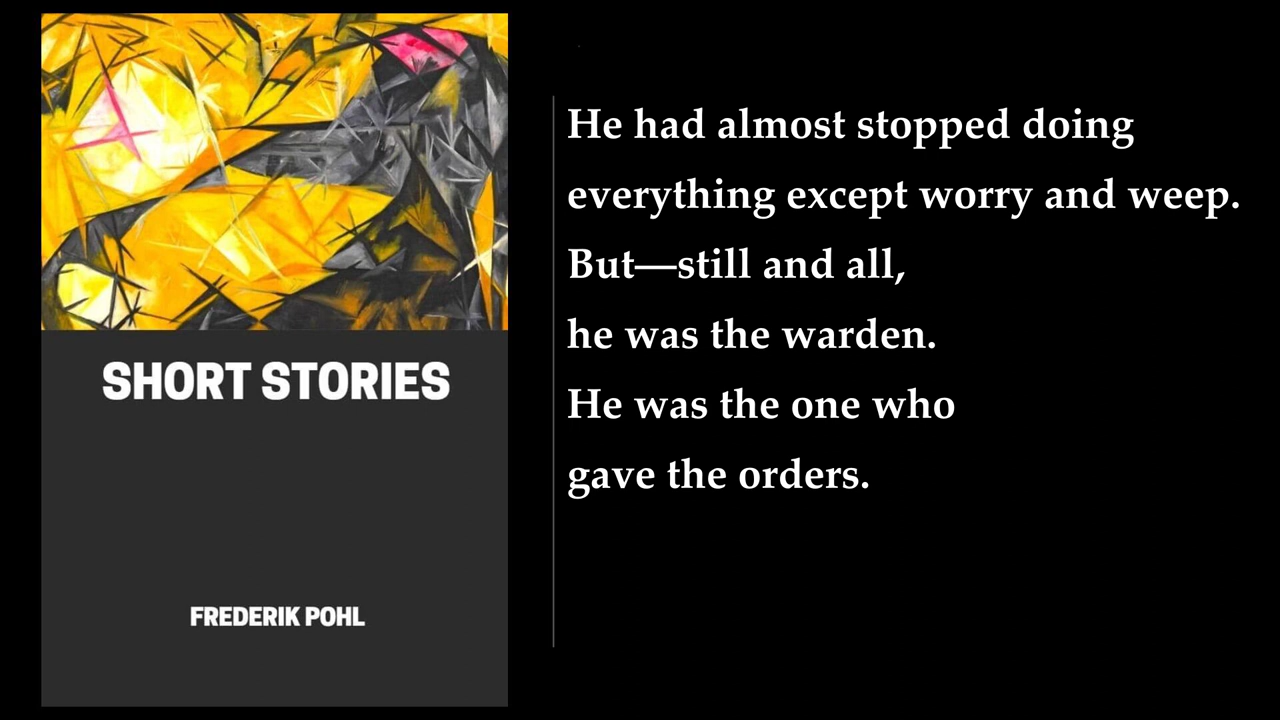 SHORT STORIES
FREDERIK POHL
He had almost stopped doing
everything except worry and weep.
But—still and all,
he was the warden.
He was the one who
gave the orders.